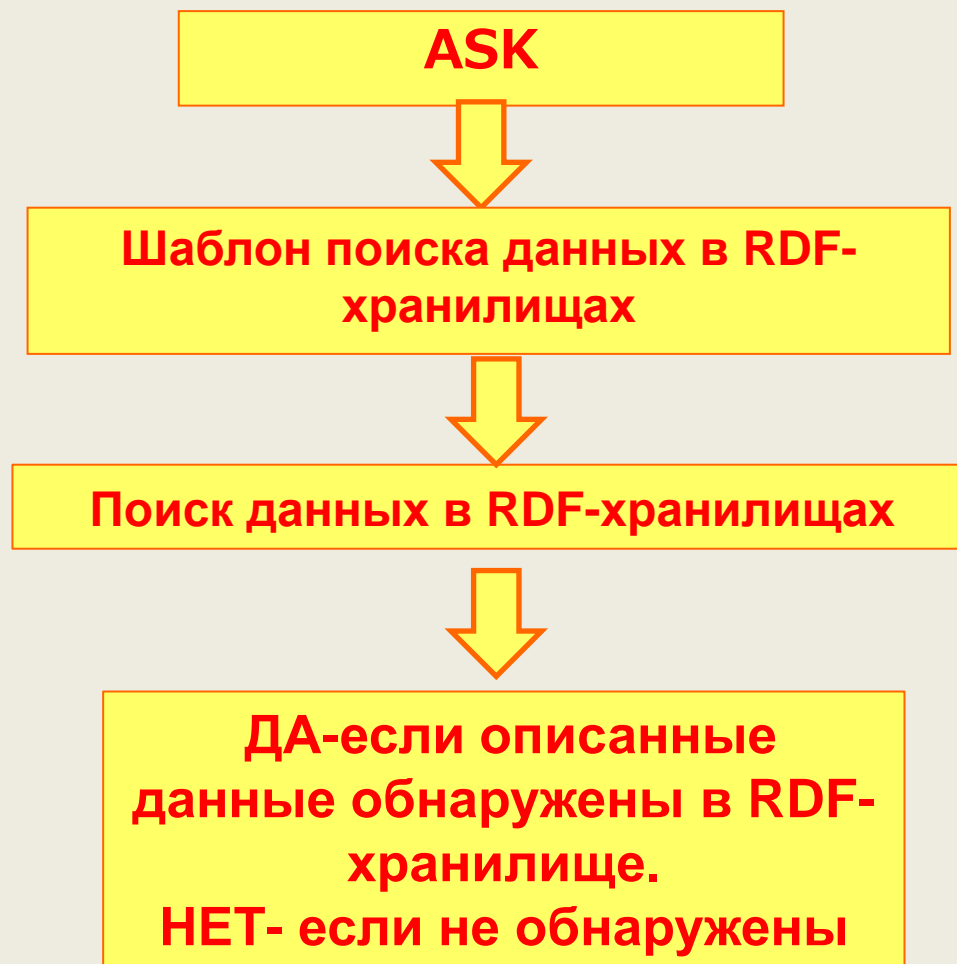 ASK
Шаблон поиска данных в RDF-
хранилищах
Поиск данных в RDF-хранилищах
ДА-если описанные
данные обнаружены в RDF-
хранилище.
НЕТ- если не обнаружены